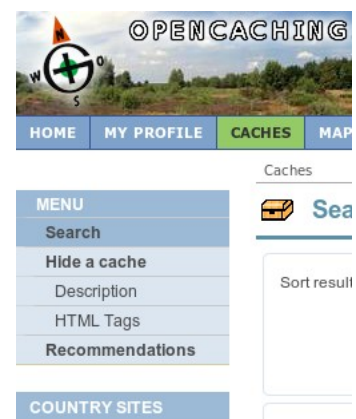 OPENCACHING
N
W
O
S
HOME MY PROFILE CACHES MAP
Caches
MENU
Search
Hide a cache
Description
HTML Tags
Recommendations
COUNTRY SITES
Sea
Sort result